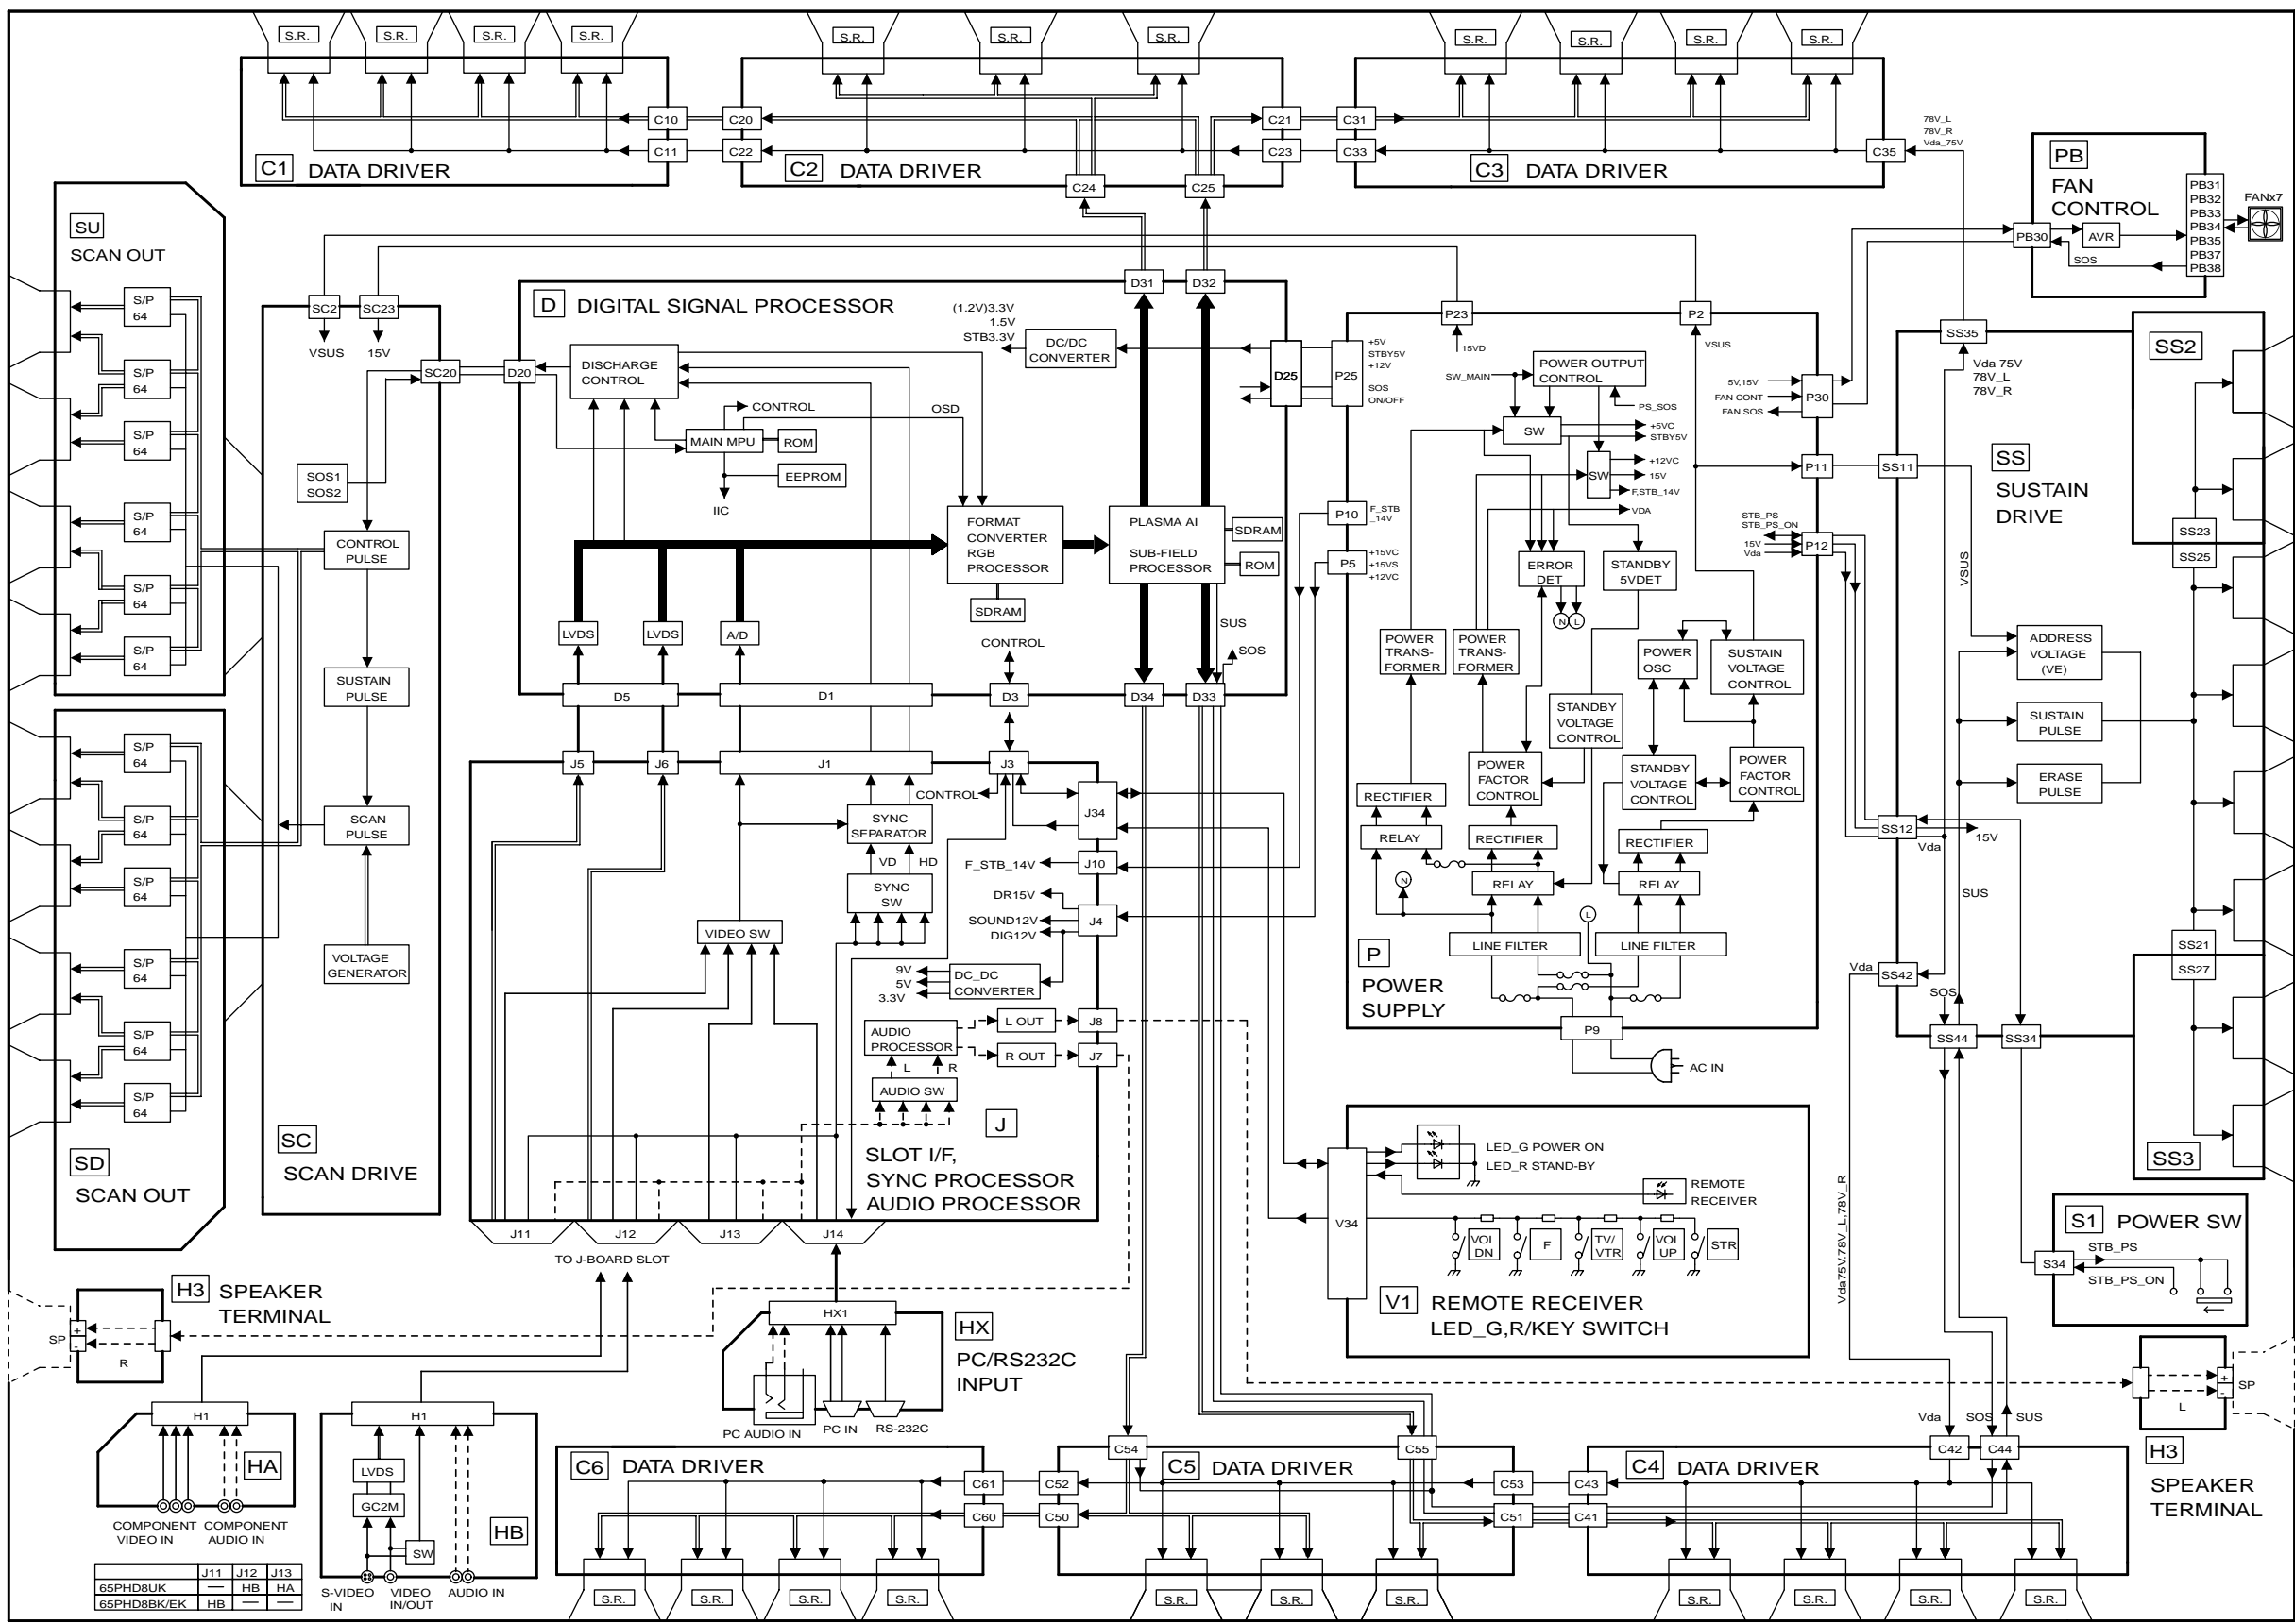 S.R.
S.R.
S.R.
S.R.
S.R.
S.R.
S.R.
S.R.
S.R.
S.R.
S.R.
C10
C11
C1
DATA DRIVER
C20
C22
C21
C23
C2
DATA DRIVER
C24
C25
C31
C33
C35
C3
DATA DRIVER
78V_L
78V_R
Vda_75V
PB
FAN
CONTROL
PB30
AVR
SOS
PB31
PB32
PB33
PB34
PB35
PB37
PB38
FANx7
SU
SCAN OUT
S/P
64
S/P
64
S/P
64
S/P
64
S/P
64
S/P
64
SD
SCAN OUT
S/P
64
S/P
64
S/P
64
S/P
64
S/P
64
S/P
64
SC2
SC23
VSUS
15V
SC20
SOS1
SOS2
CONTROL
PULSE
SUSTAIN
PULSE
SCAN
PULSE
VOLTAGE
GENERATOR
SC
SCAN DRIVE
D
DIGITAL SIGNAL PROCESSOR
D31
D32
(1.2V)3.3V
1.5V
STB3.3V
DC/DC
CONVERTER
D20
DISCHARGE
CONTROL
CONTROL
OSD
MAIN MPU
ROM
EEPROM
IIC
D25
FORMAT
CONVERTER
RGB
PROCESSOR
SDRAM
PLASMA AI
SUB-FIELD
PROCESSOR
SDRAM
ROM
LVDS
LVDS
A/D
CONTROL
SUS
SOS
D5
D1
D3
D34
D33
J5
J6
J1
J3
J34
CONTROL
SYNC
SEPARATOR
VD
HD
SYNC
SW
VIDEO SW
F_STB_14V
J10
DR15V
SOUND12V
DIG12V
J4
9V
5V
3.3V
DC_DC
CONVERTER
AUDIO
PROCESSOR
L OUT
R OUT
J8
J7
L
R
AUDIO SW
J
SLOT I/F,
SYNC PROCESSOR
AUDIO PROCESSOR
J11
J12
J13
J14
TO J-BOARD SLOT
P23
P2
15VD
VSUS
P25
+5V
STBY5V
+12V
SOS
ON/OFF
SW_MAIN
POWER OUTPUT
CONTROL
PS_SOS
SW
+5VC
STBY5V
SW
+12VC
15V
F,STB_14V
VDA
P10
F_STB
_14V
P5
+15VC
+15VS
+12VC
ERROR
DET
STANDBY
5VDET
N
L
5V,15V
FAN CONT
FAN SOS
P30
P11
STB_PS
STB_PS_ON
15V
Vda
P12
POWER
TRANS-
FORMER
POWER
TRANS-
FORMER
POWER
OSC
SUSTAIN
VOLTAGE
CONTROL
STANDBY
VOLTAGE
CONTROL
POWER
FACTOR
CONTROL
STANDBY
VOLTAGE
CONTROL
POWER
FACTOR
CONTROL
RECTIFIER
RELAY
RECTIFIER
RECTIFIER
N
RELAY
RELAY
L
LINE FILTER
LINE FILTER
P
POWER
SUPPLY
P9
AC IN
SS35
Vda 75V
78V_L
78V_R
SS11
SS
SUSTAIN
DRIVE
VSUS
SS2
SS23
SS25
ADDRESS
VOLTAGE
(VE)
SUSTAIN
PULSE
ERASE
PULSE
SS12
Vda
15V
SUS
SS21
SS27
Vda
SS42
SOS
SS44
SS34
SS3
V34
LED_G POWER ON
LED_R STAND-BY
REMOTE
RECEIVER
VOL
DN
F
TV/
VTR
VOL
UP
STR
V1
REMOTE RECEIVER
LED_G,R/KEY SWITCH
Vda75V.78V_L,78V_R
S1
POWER SW
S34
STB_PS
STB_PS_ON
H3
SPEAKER
TERMINAL
SP
+
-
R
HX1
HX
PC/RS232C
INPUT
PC AUDIO IN
PC IN
RS-232C
H1
HA
COMPONENT
VIDEO IN
COMPONENT
AUDIO IN
H1
LVDS
GC2M
SW
HB
S-VIDEO
IN
VIDEO
IN/OUT
AUDIO IN
J11 J12 J13
65PHD8UK — HB HA
65PHD8BK/EK HB — —
C6
DATA DRIVER
C61
C60
C54
C55
C52
C50
C5
DATA DRIVER
C53
C51
Vda
SOS
SUS
C42
C44
C43
C41
C4
DATA DRIVER
L
+
-
SP
H3
SPEAKER
TERMINAL
S.R.
S.R.
S.R.
S.R.
S.R.
S.R.
S.R.
S.R.
S.R.
S.R.
S.R.